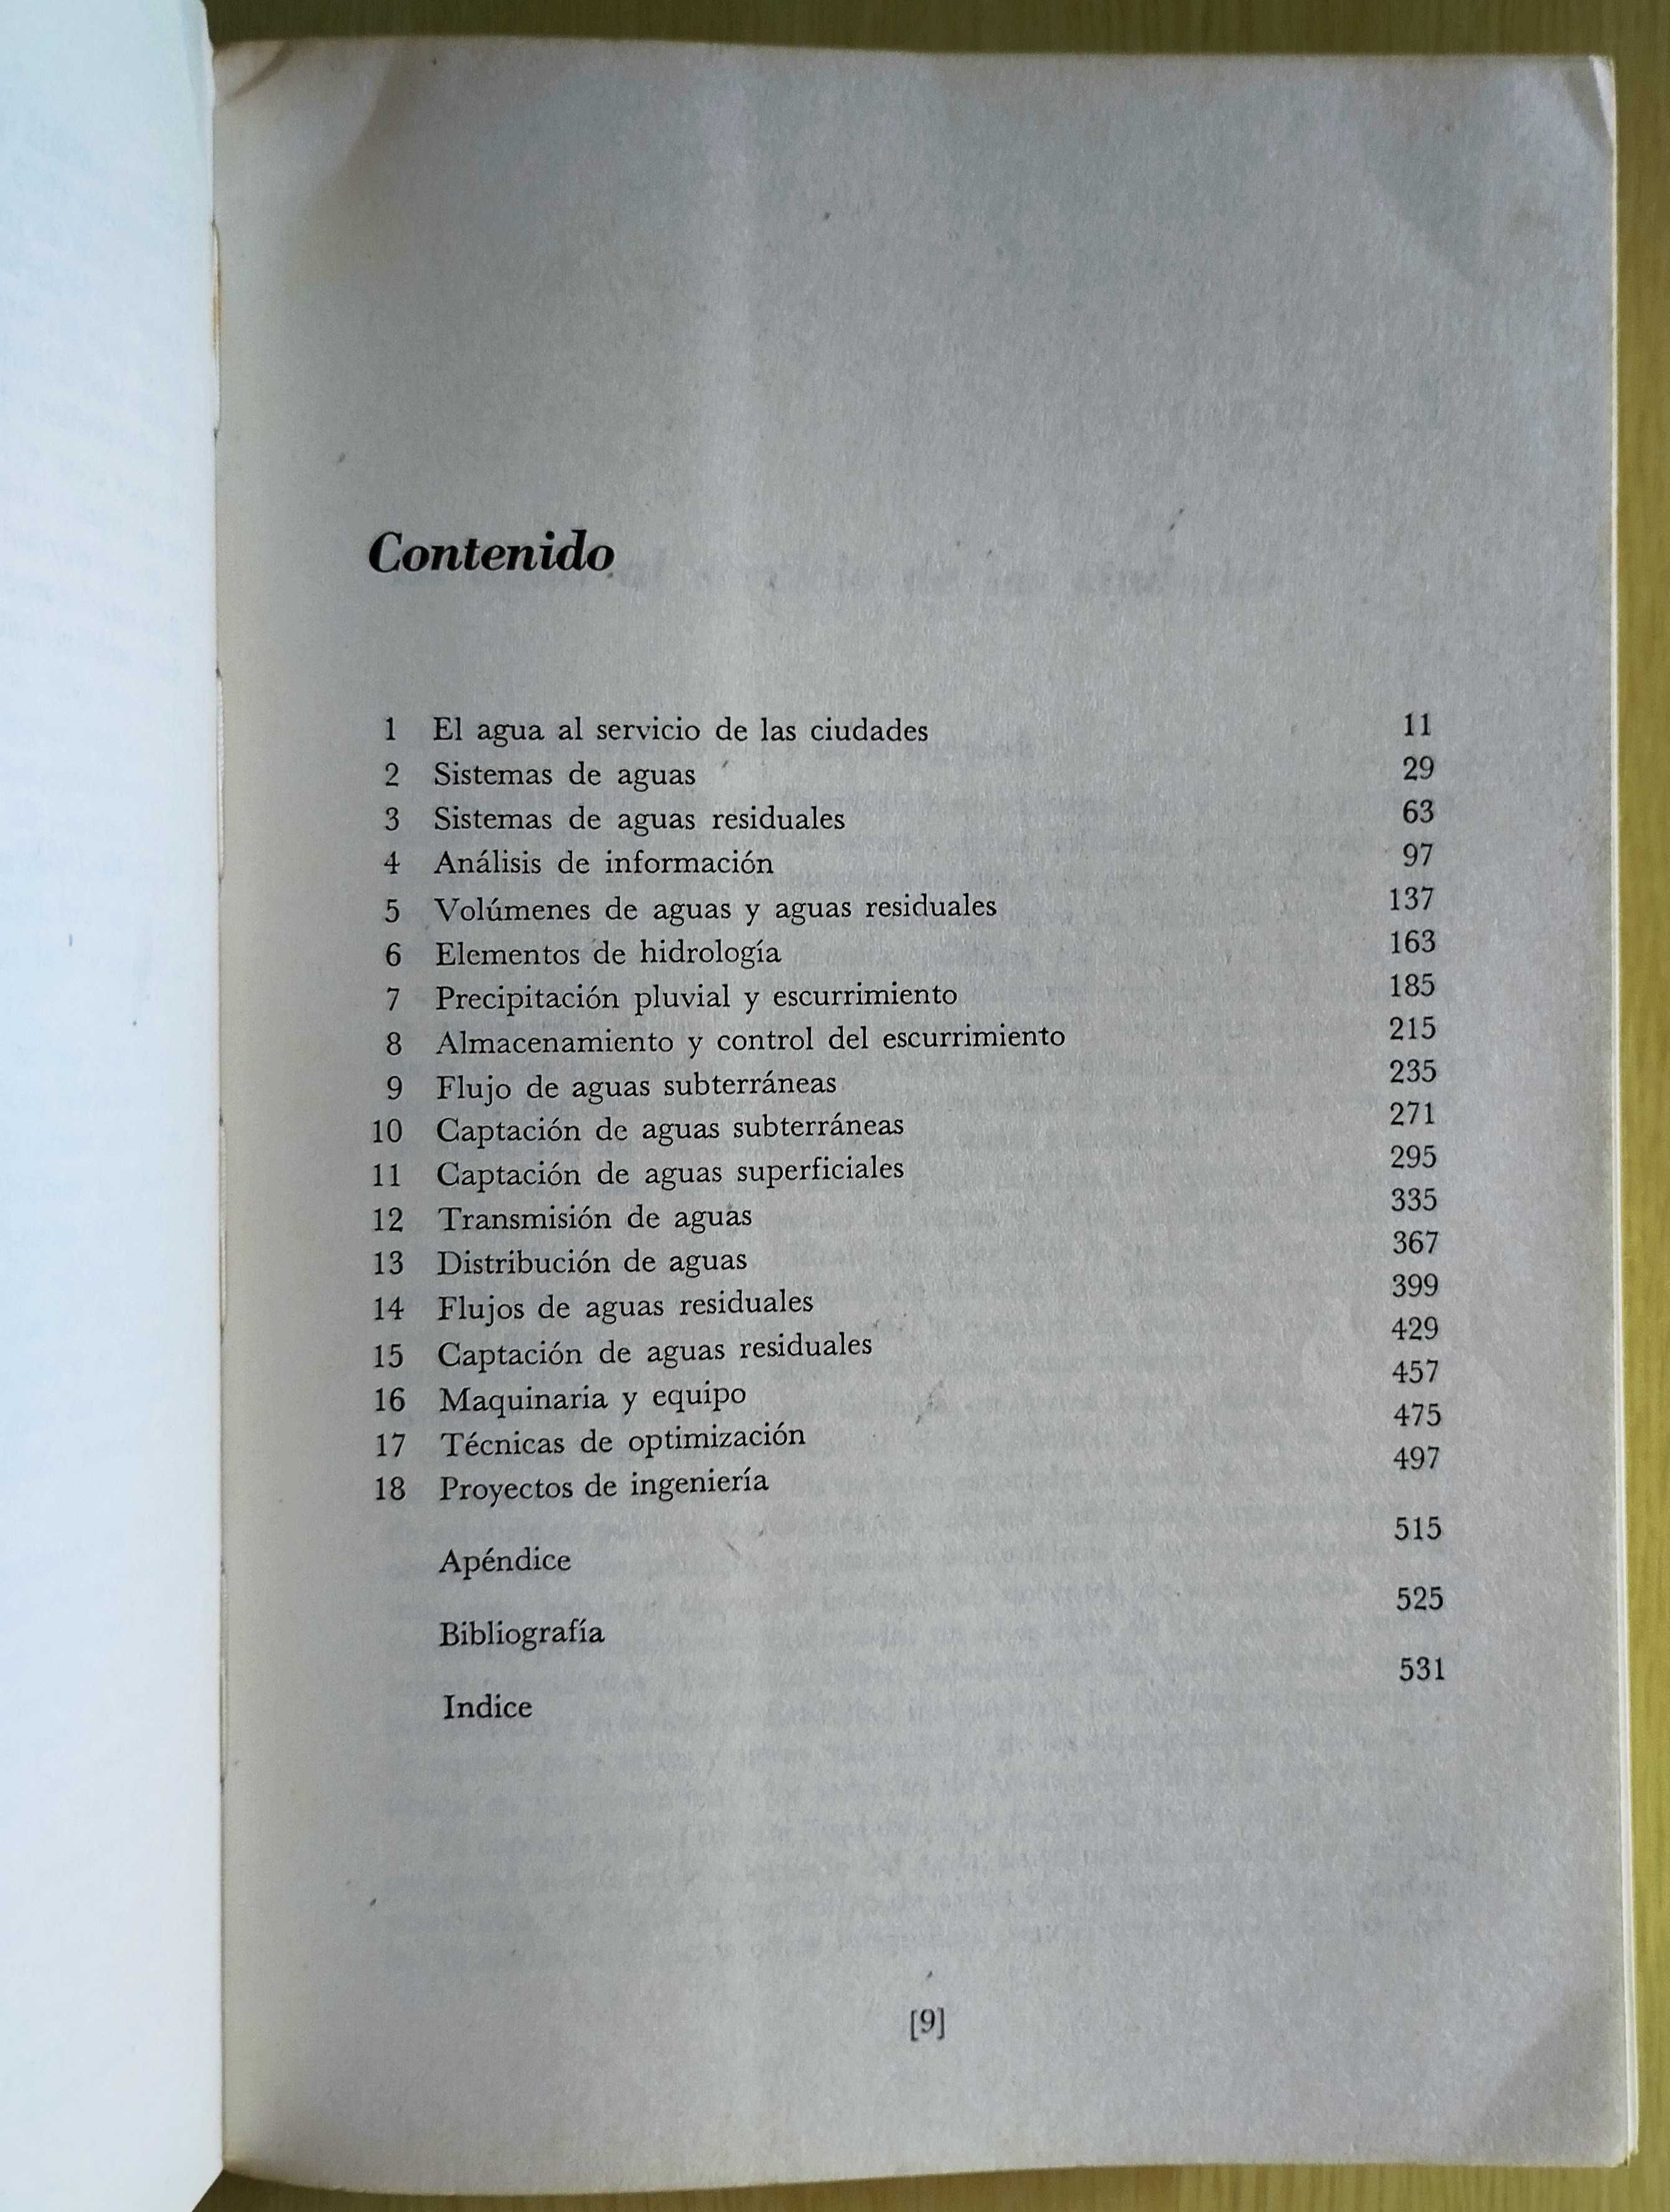 Contenido
1 El agua al servicio de las ciudades 11
2 Sistemas de aguas 29
3 Sistemas de aguas residuales 63
4 Análisis de información 97
5 Volúmenes de aguas y aguas residuales 137
6 Elementos de hidrología 163
7 Precipitación pluvial y escurrimiento 185
8 Almacenamiento y control del escurrimiento 215
9 Flujo de aguas subterráneas 235
10 Captación de aguas subterráneas 271
11 Captación de aguas superficiales 295
12 Transmisión de aguas 335
13 Distribución de aguas 367
14 Flujos de aguas residuales 399
15 Captación de aguas residuales 429
16 Maquinaria y equipo 457
17 Técnicas de optimización 475
18 Proyectos de ingeniería 497
Apéndice 515
Bibliografía 525
Indice 531
[9]